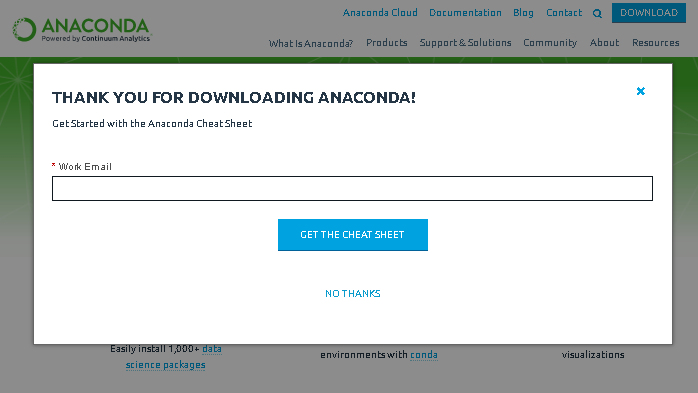 Anaconda Cloud Documentation Blog Contact DOWNLOAD
ANACONDA
Powered by Continuum Analytics
What Is Anaconda? Products Support & Solutions Community About Resources
THANK YOU FOR DOWNLOADING ANACONDA!
Get Started with the Anaconda Cheat Sheet
* Work Email
GET THE CHEAT SHEET
NO THANKS
Easily install 1,000+ data
science packages
environments with conda
visualizations